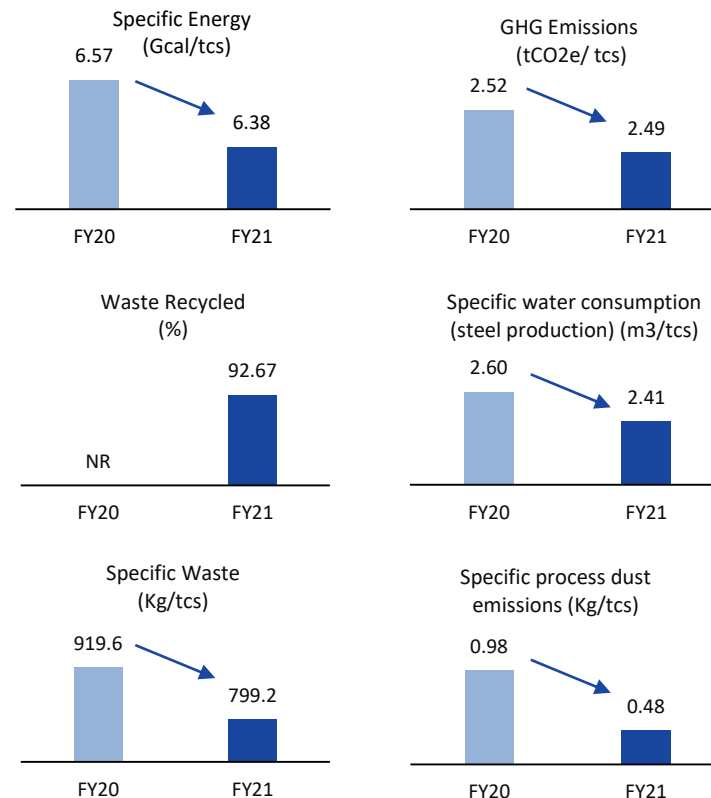 Specific Energy
(Gcal/tcs)
6.57
6.38
FY20
FY21
GHG Emissions
(tCO2e/ tcs)
2.52
2.49
FY20
FY21
Waste Recycled
(%)
92.67
NR
FY20
FY21
Specific water consumption
(steel production) (m3/tcs)
2.60
2.41
FY20
FY21
Specific Waste
(Kg/tcs)
919.6
799.2
FY20
FY21
Specific process dust
emissions (Kg/tcs)
0.98
0.48
FY20
FY21